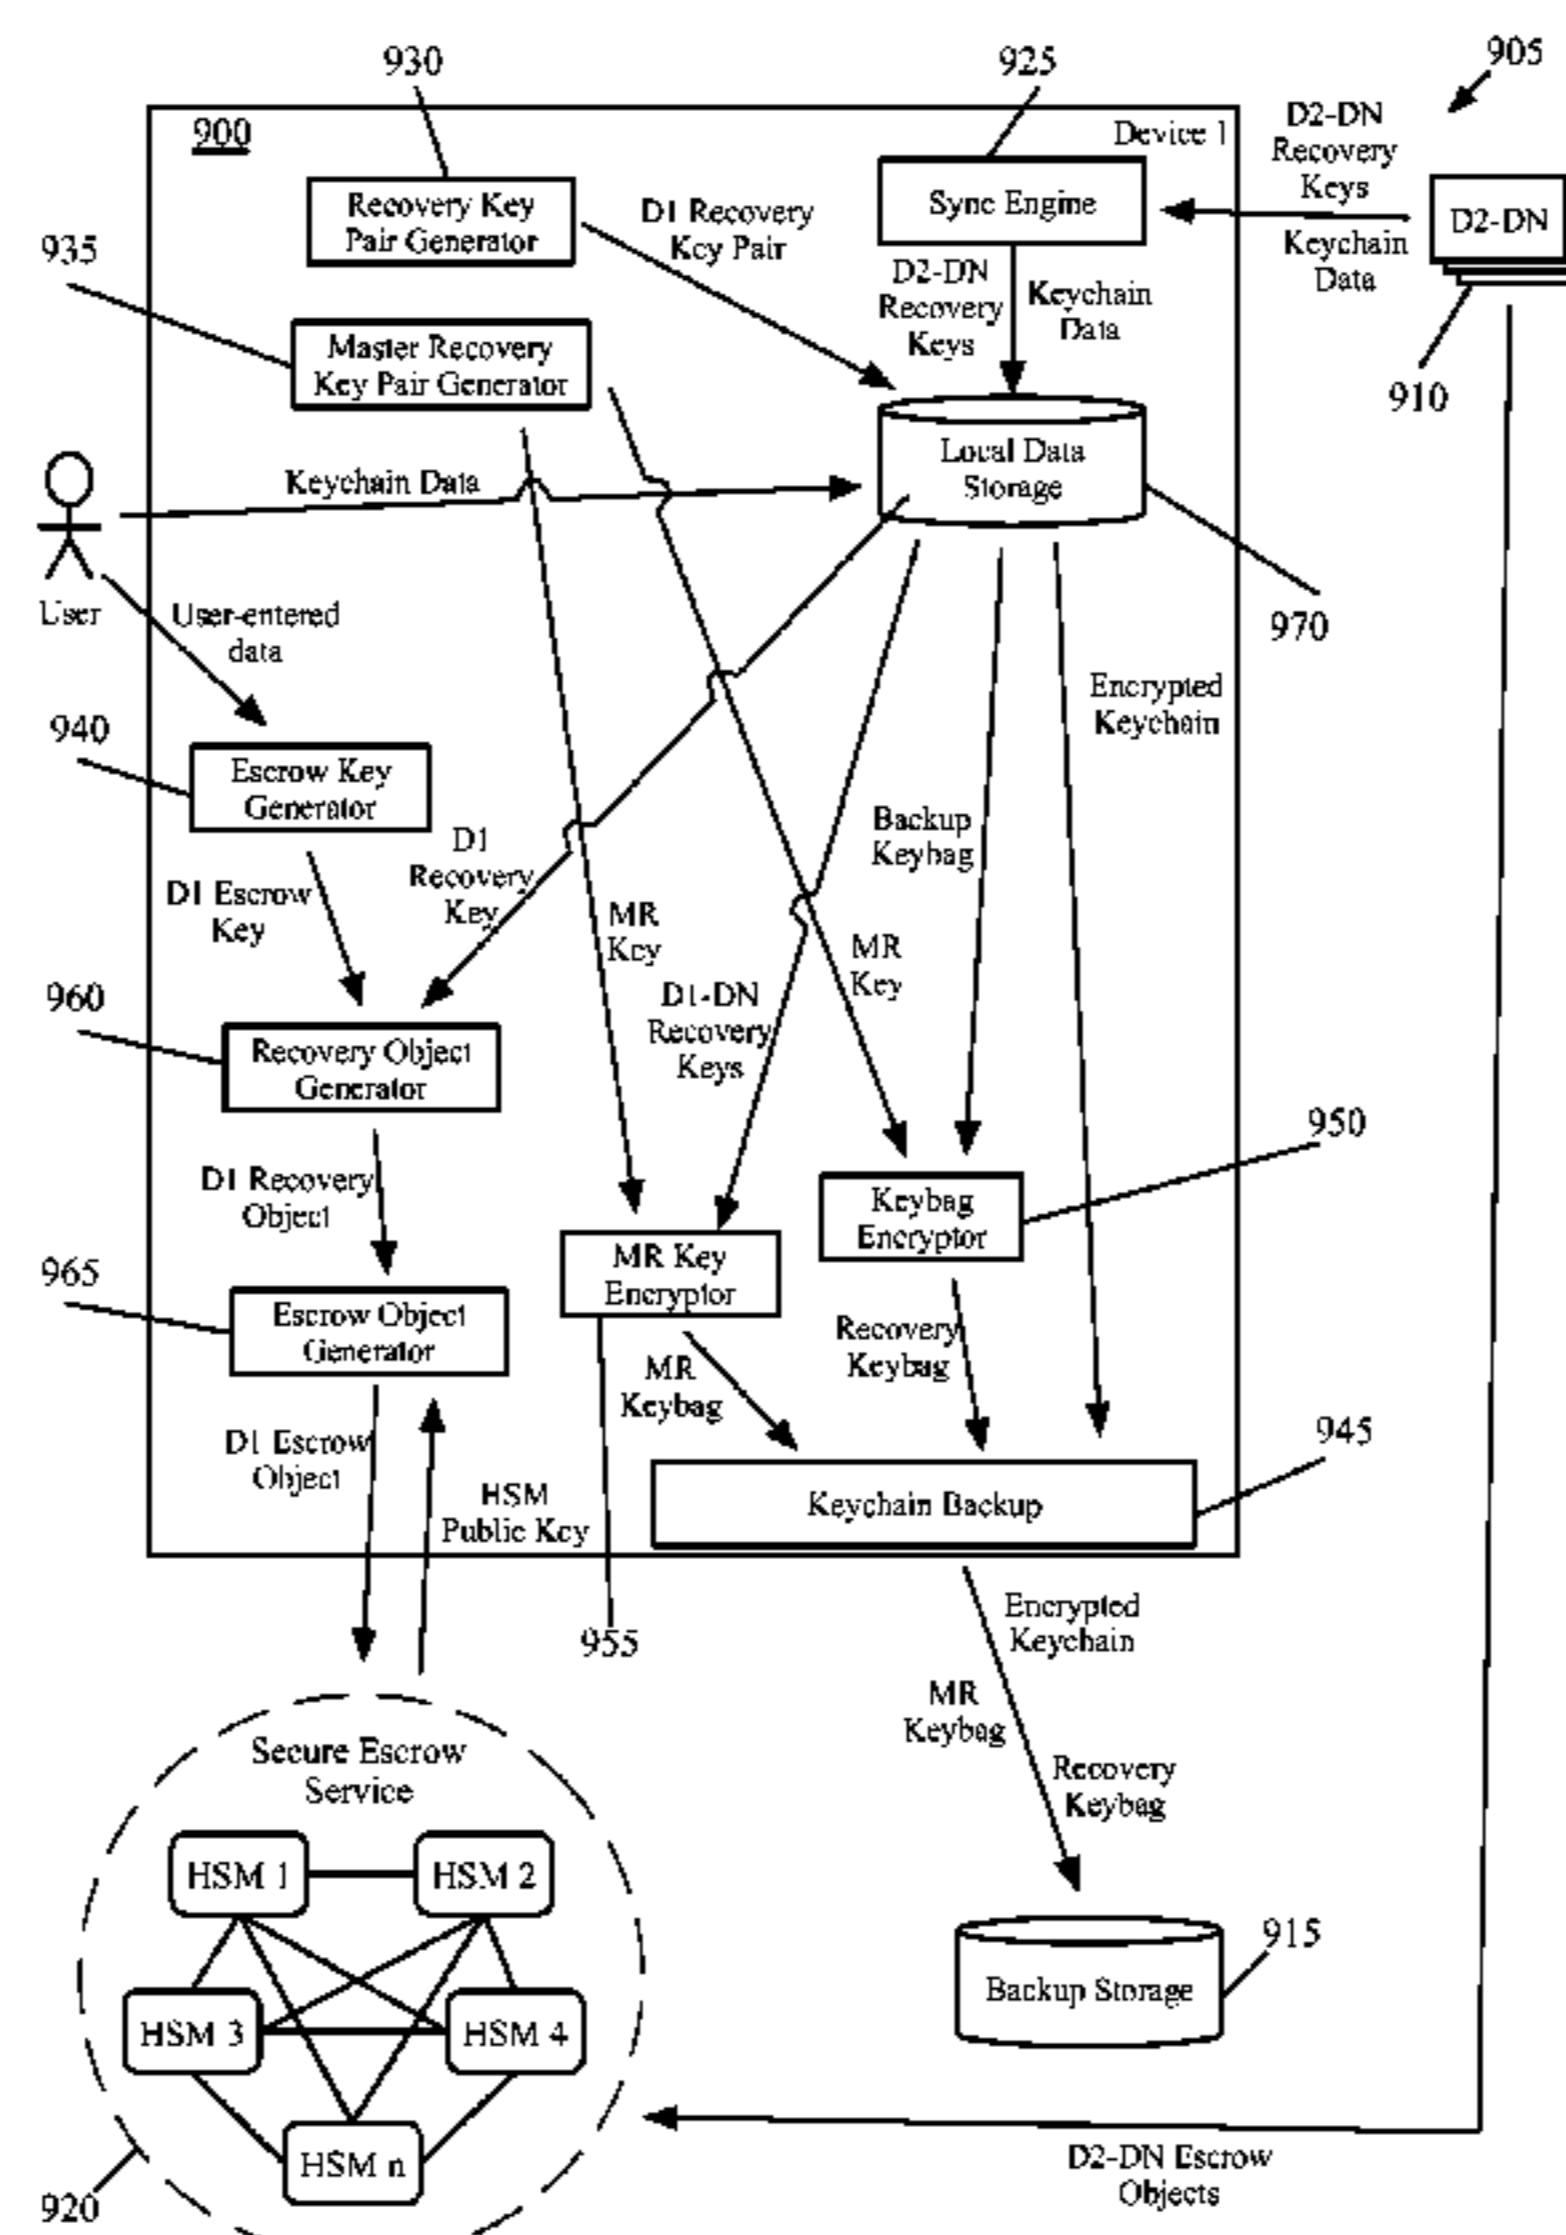 930
925
905
900
Device 1
D2-DN
Recovery
Keys
Recovery Key
Pair Generator
D1 Recovery
Key Pair
Sync Engine
D2-DN
Keychain
Data
935
D2-DN
Recovery
Keys
Keychain
Data
Master Recovery
Key Pair Generator
910
Local Data
Storage
Keychain Data
User
User-entered
data
970
Encrypted
Keychain
940
Escrow Key
Generator
Backup
Keybag
D1
Recovery
Key
D1 Escrow
Key
MR
Key
MR
Key
960
D1-DN
Recovery
Keys
Recovery Object
Generator
950
D1 Recovery
Object
Keybag
Encryptor
965
MR Key
Encryptor
Escrow Object
Generator
Recovery
Keybag
MR
Keybag
945
D1 Escrow
Object
HSM
Public Key
Keychain Backup
955
Encrypted
Keychain
MR
Keybag
Recovery
Keybag
Secure Escrow
Service
HSM 1
HSM 2
915
Backup Storage
HSM 3
HSM 4
HSM n
D2-DN Escrow
Objects
920